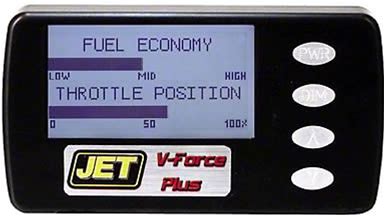 FUEL ECONOMY
LOW MID HIGH
THROTTLE POSITION
0 50 100%
JET V-Force
Plus
PWR
DIM